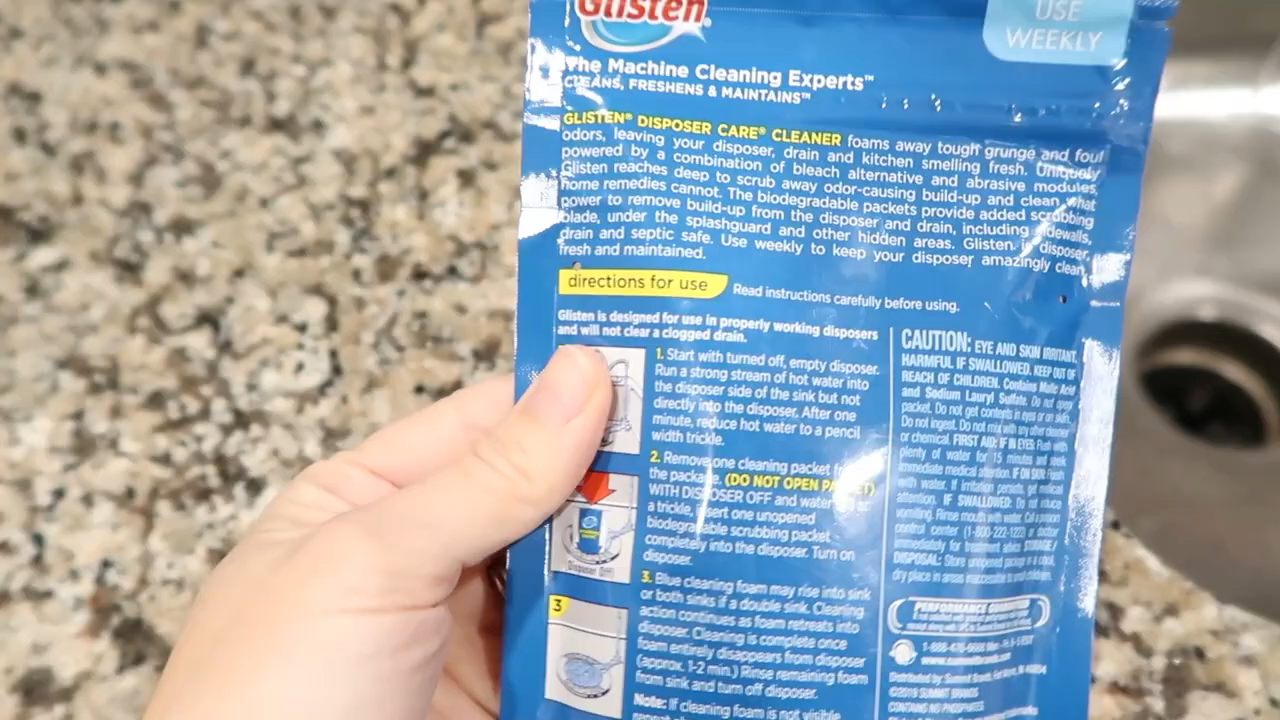 Glisten®
USE
WEEKLY
The Machine Cleaning Experts™
CLEANS, FRESHENS & MAINTAINS™
GLISTEN® DISPOSER CARE® CLEANER foams away tough grunge and foul
odors, leaving your disposer, drain and kitchen smelling fresh. Uniquely
powered by a combination of bleach alternative and abrasive modules,
Glisten reaches deep to scrub away odor-causing build-up and clean what
home remedies cannot. The biodegradable packets provide added scrubbing
power to remove build-up from the disposer and drain, including sidewalls,
blade, under the splashguard and other hidden areas. Glisten is disposer,
drain and septic safe. Use weekly to keep your disposer amazingly clean,
fresh and maintained.
directions for use
Read instructions carefully before using.
Glisten is designed for use in properly working disposers
and will not clear a clogged drain.
1. Start with turned off, empty disposer.
Run a strong stream of hot water into
the disposer side of the sink but not
directly into the disposer. After one
minute, reduce hot water to a pencil
width trickle.
2. Remove one cleaning packet
the package. (DO NOT OPEN PACKET)
WITH DISPOSER OFF and water at
a trickle, insert one unopened
biodegradable scrubbing packet
completely into the disposer. Turn on
disposer.
Disposer Off!
3. Blue cleaning foam may rise into sink
or both sinks if a double sink. Cleaning
action continues as foam retreats into
disposer. Cleaning is complete once
foam entirely disappears from disposer
(approx. 1-2 min.) Rinse remaining foam
from sink and turn off disposer.
3
Note: If cleaning foam is not visible
CAUTION: EYE AND SKIN IRRITANT.
HARMFUL IF SWALLOWED. KEEP OUT OF
REACH OF CHILDREN. Contains Malic Acid
and Sodium Lauryl Sulfate. Do not open
packet. Do not get contents in eyes or on skin.
Do not ingest. Do not mix with any other cleaner
or chemical. FIRST AID: IF IN EYES: Flush with
plenty of water for 15 minutes and seek
immediate medical attention. IF ON SKIN: Flush
with water. If irritation persists, get medical
attention. IF SWALLOWED: Do not induce
vomiting. Rinse mouth with water. Call a poison
control center (1-800-222-1222) or doctor
immediately for treatment advice. STORAGE/
DISPOSAL: Store unopened package in a cool,
dry place in areas inaccessible to small children.
PERFORMANCE GUARANTEE
Distributed by: Summit Brands, Fort Wayne, IN
©2019 SUMMIT BRANDS
CONTAINS NO PHOSPHATES